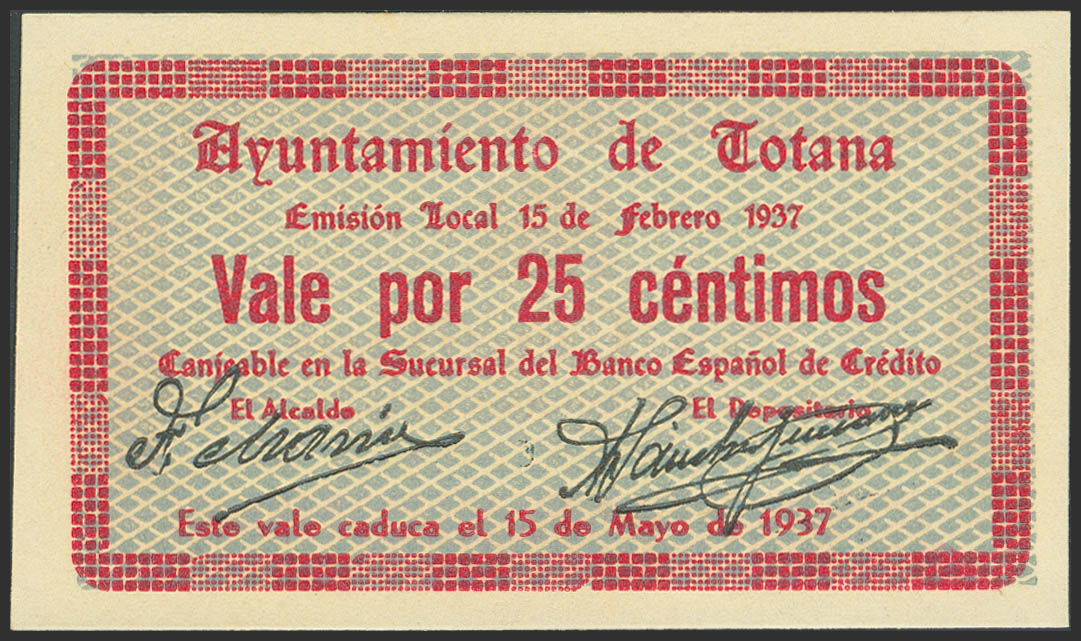 Ayuntamiento de Totana
Emisión Local 15 de Febrero 1937
Vale por 25 céntimos
Canjeable en la Sucursal del Banco Español de Crédito
El Alcalde
El Depositario
Este vale caduca el 15 de Mayo de 1937